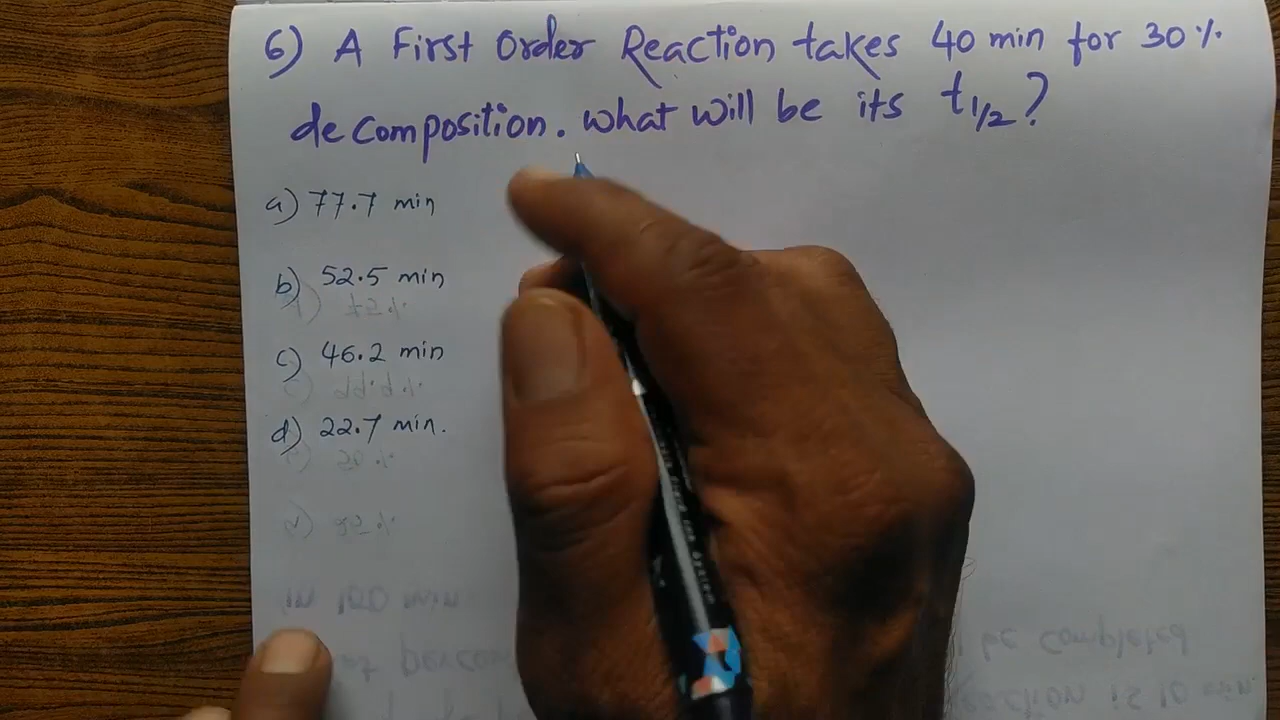 6) A First Order Reaction takes 40 min for 30%
decomposition. what will be its t1/2?
a) 77.7 min
b) 52.5 min
c) 46.2 min
d) 22.7 min.